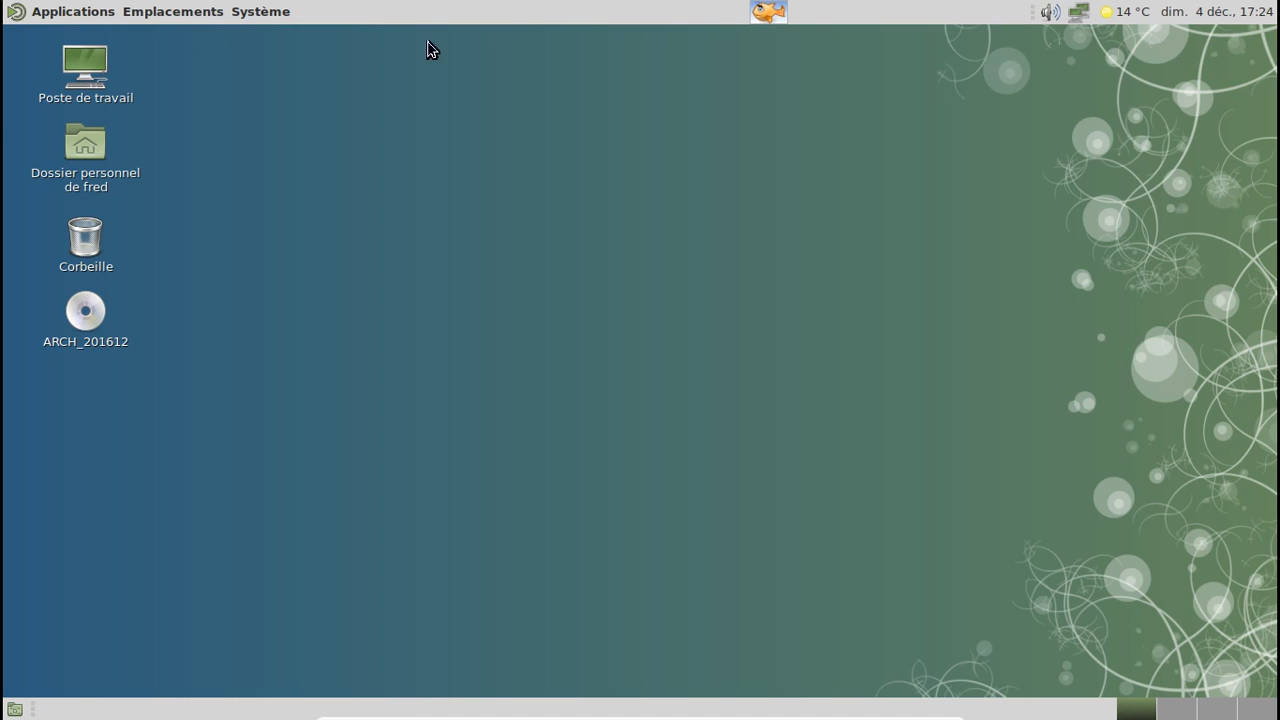 Applications Emplacements Système
14 °C dim. 4 déc., 17:24
Poste de travail
Dossier personnel
de fred
Corbeille
ARCH_201612